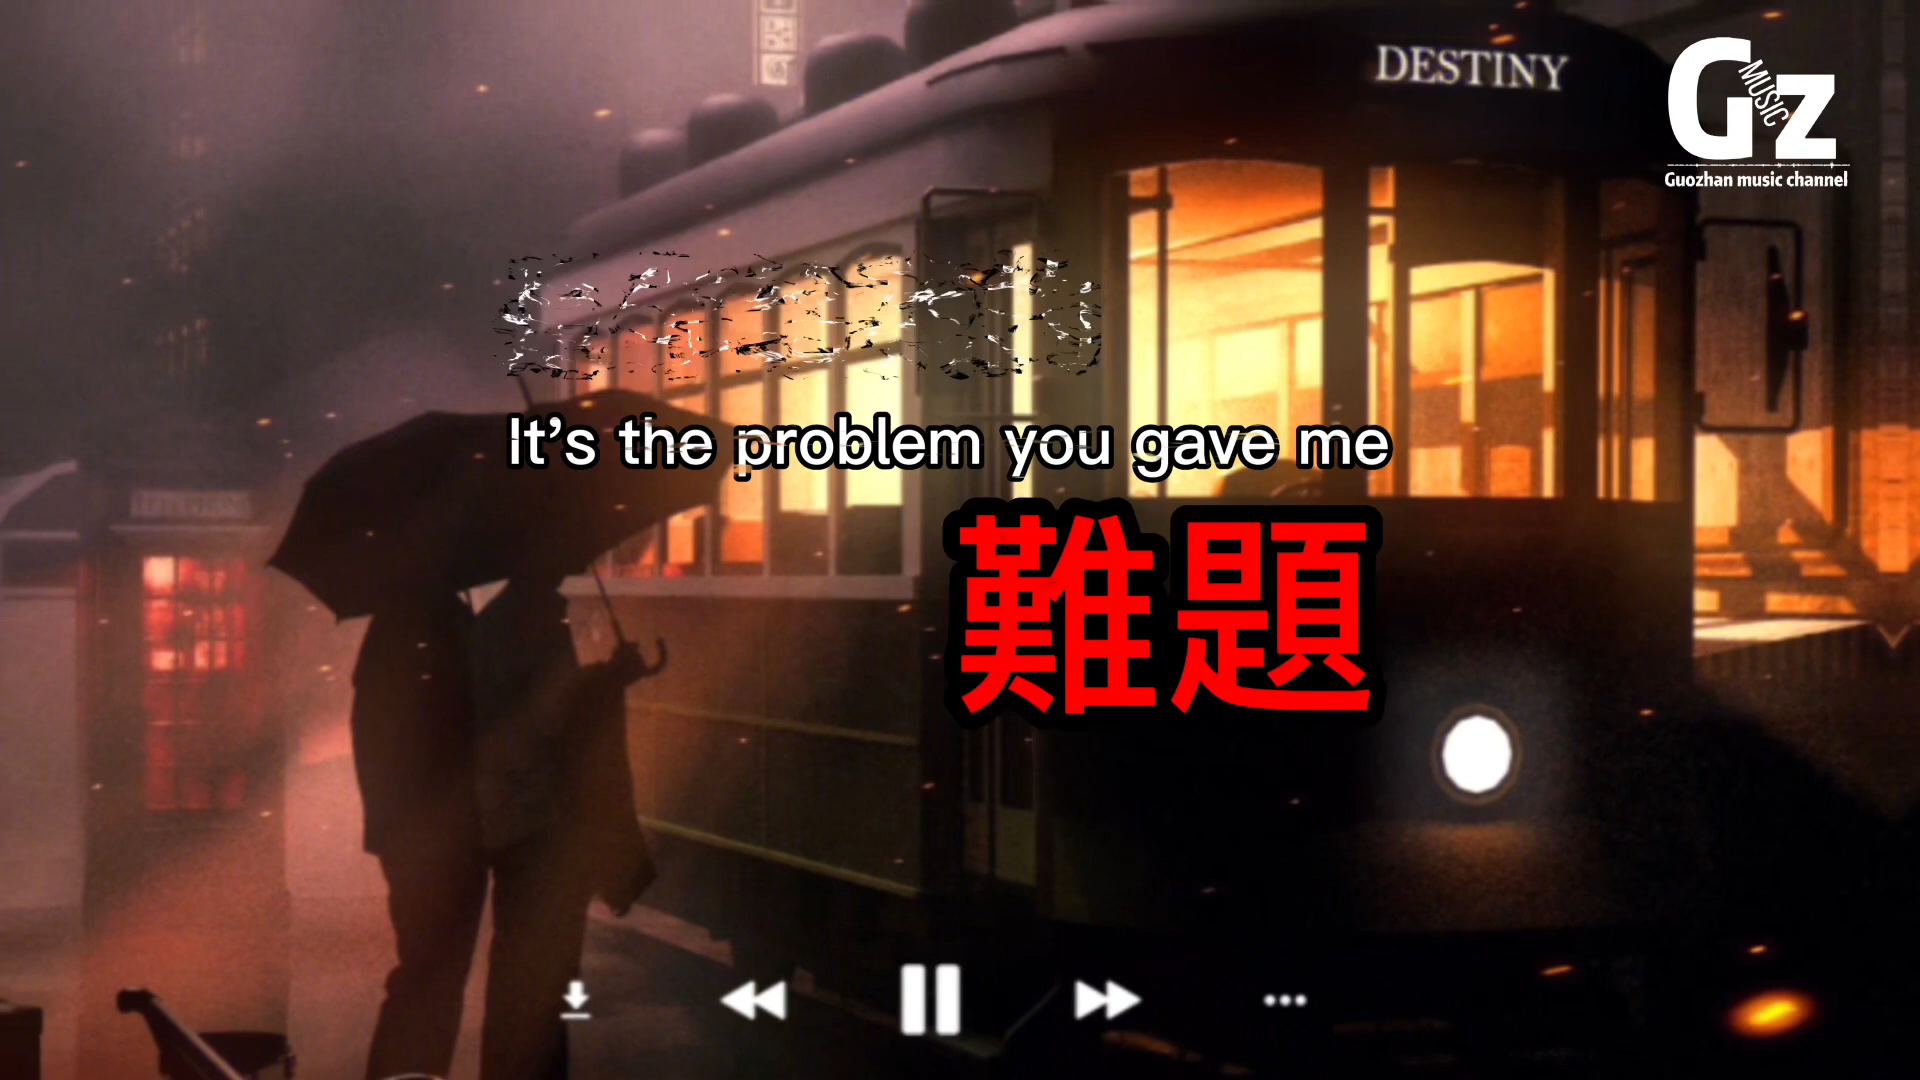 DESTINY
GZ
MUSIC
Guozhan music channel
It’s the problem you gave me
難題